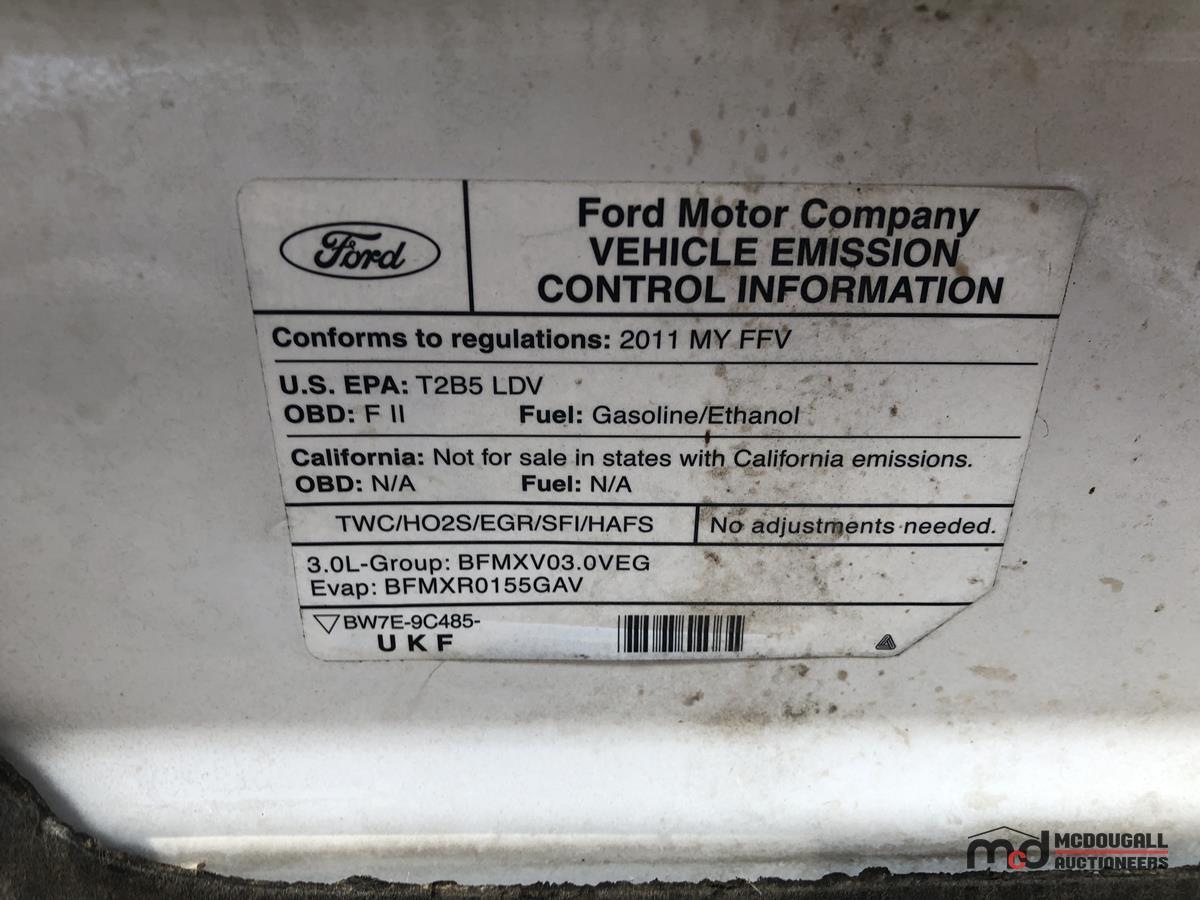 Ford
Ford Motor Company
VEHICLE EMISSION
CONTROL INFORMATION
Conforms to regulations: 2011 MY FFV
U.S. EPA: T2B5 LDV
OBD: F II Fuel: Gasoline/Ethanol
California: Not for sale in states with California emissions.
OBD: N/A Fuel: N/A
TWC/HO2S/EGR/SFI/HAFS No adjustments needed.
3.0L-Group: BFMXV03.0VEG
Evap: BFMXR0155GAV
BW7E-9C485-
U K F
mcd MCDOUGALL
AUCTIONEERS